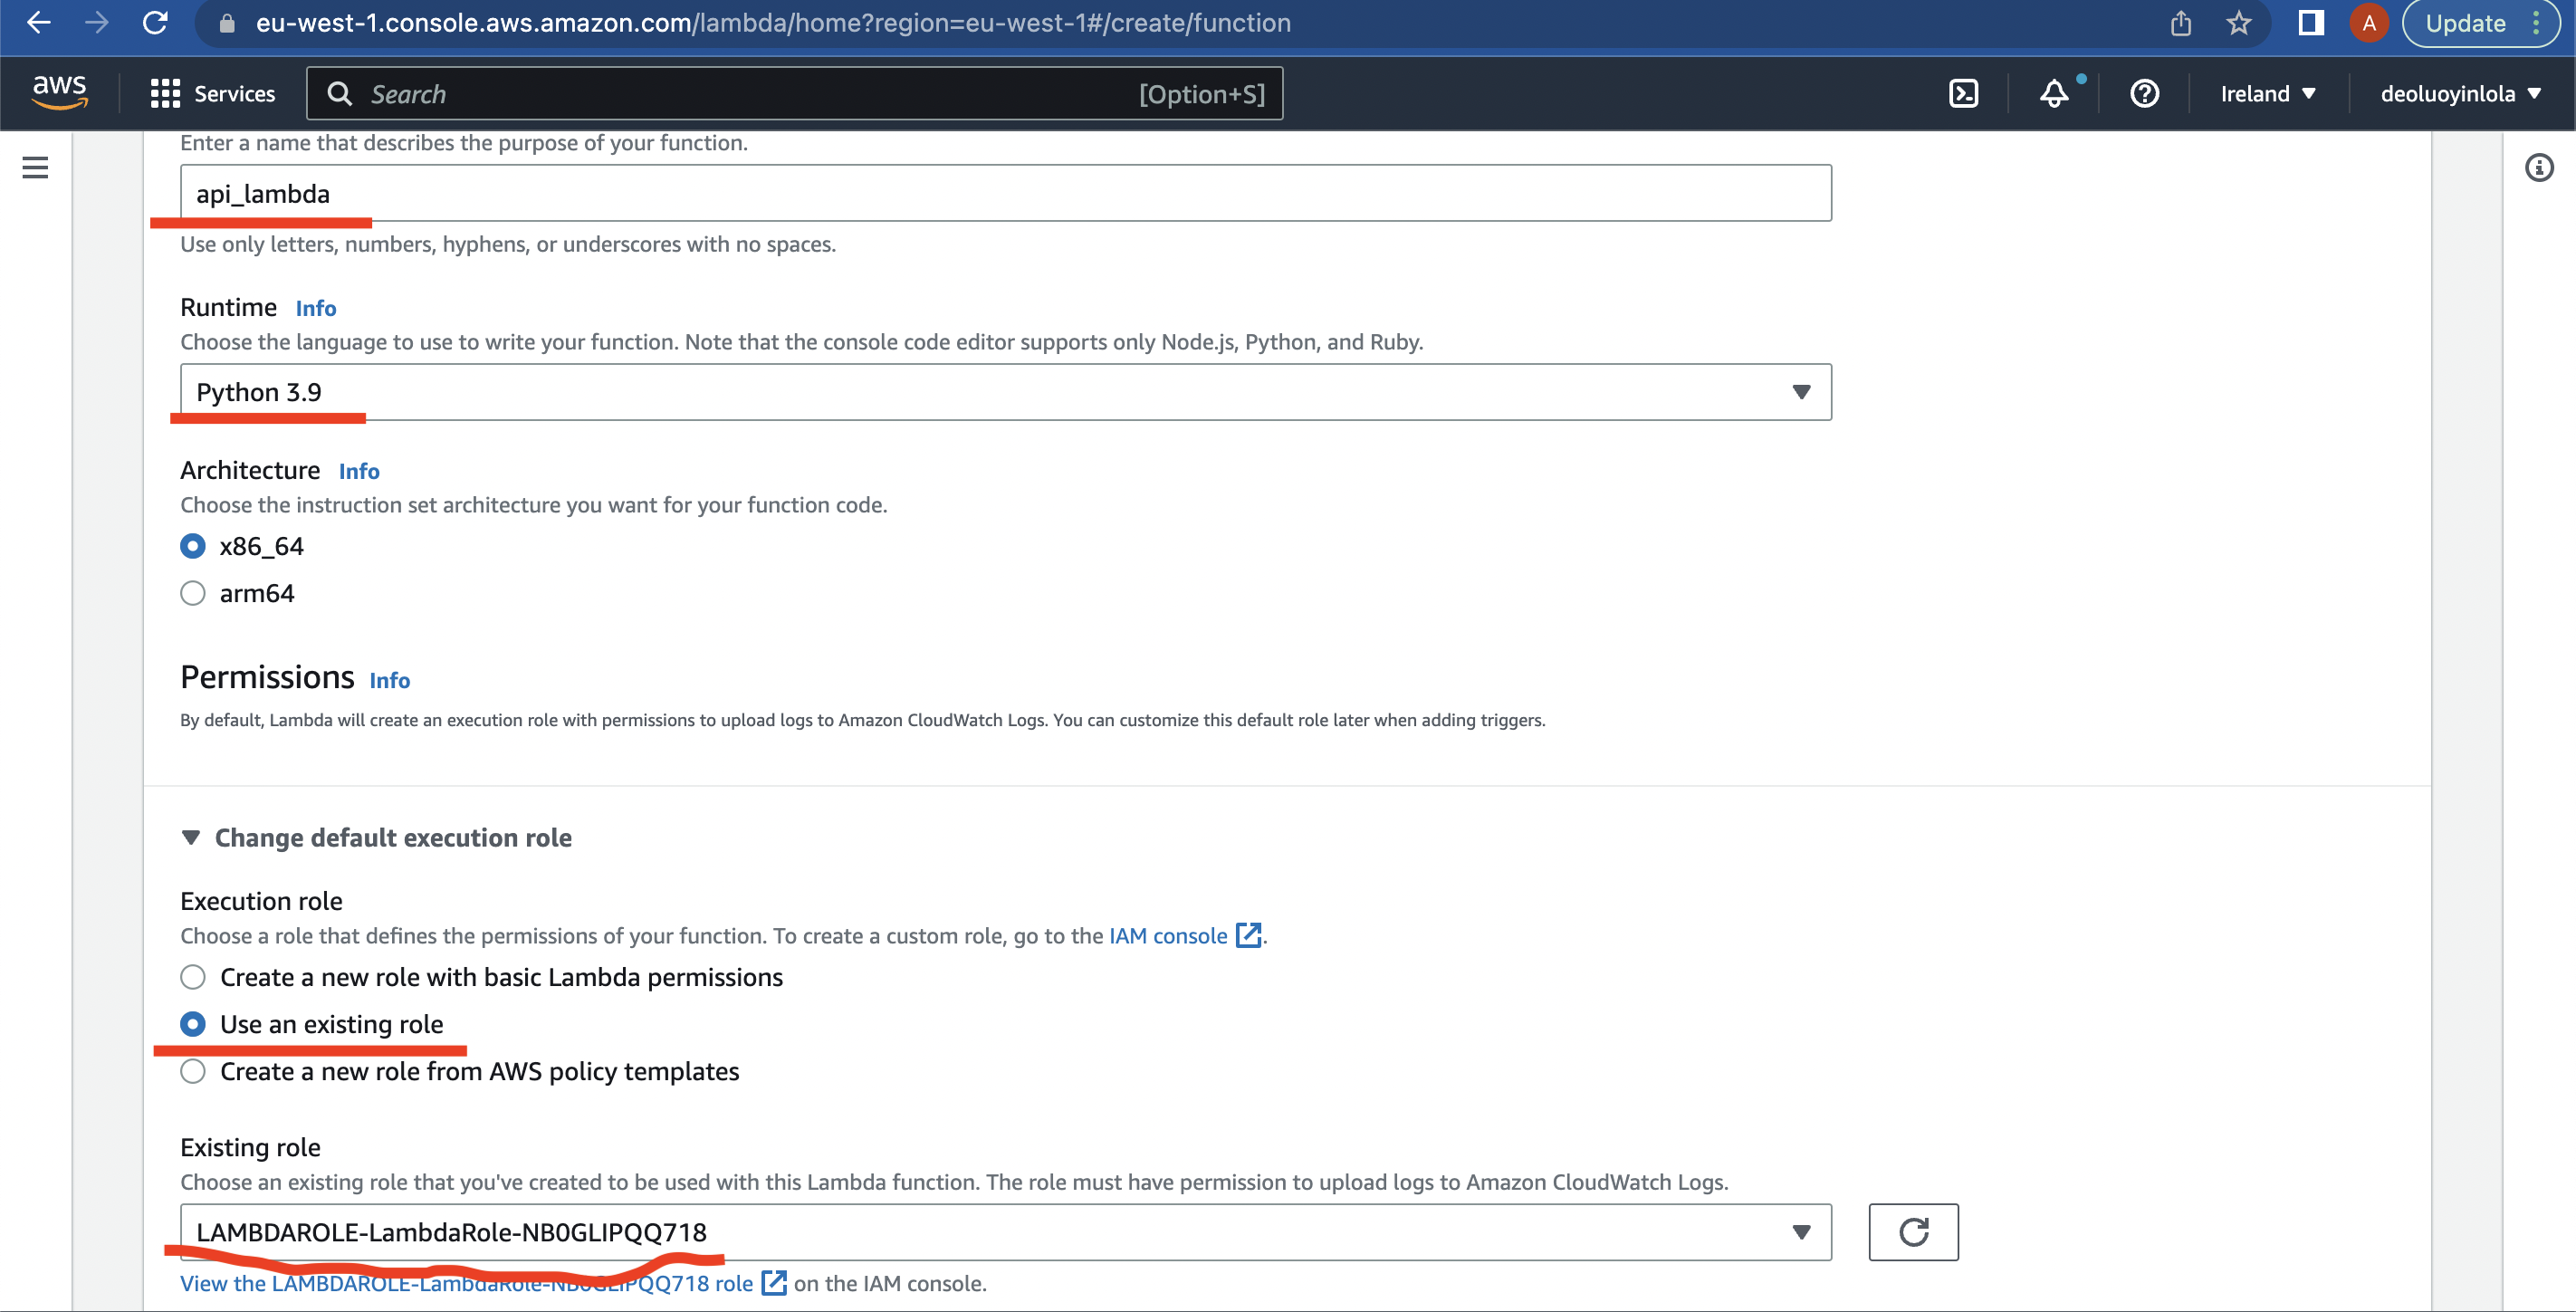 eu-west-1.console.aws.amazon.com/lambda/home?region=eu-west-1#/create/function
A
Update
aws
Services
Search
[Option+S]
Ireland
deoluoyinlola
Enter a name that describes the purpose of your function.
api_lambda
Use only letters, numbers, hyphens, or underscores with no spaces.
Runtime Info
Choose the language to use to write your function. Note that the console code editor supports only Node.js, Python, and Ruby.
Python 3.9
Architecture Info
Choose the instruction set architecture you want for your function code.
x86_64
arm64
Permissions Info
By default, Lambda will create an execution role with permissions to upload logs to Amazon CloudWatch Logs. You can customize this default role later when adding triggers.
Change default execution role
Execution role
Choose a role that defines the permissions of your function. To create a custom role, go to the IAM console.
Create a new role with basic Lambda permissions
Use an existing role
Create a new role from AWS policy templates
Existing role
Choose an existing role that you've created to be used with this Lambda function. The role must have permission to upload logs to Amazon CloudWatch Logs.
LAMBDAROLE-LambdaRole-NB0GLIPQQ718
View the LAMBDAROLE-LambdaRole-NB0GLIPQQ718 role on the IAM console.